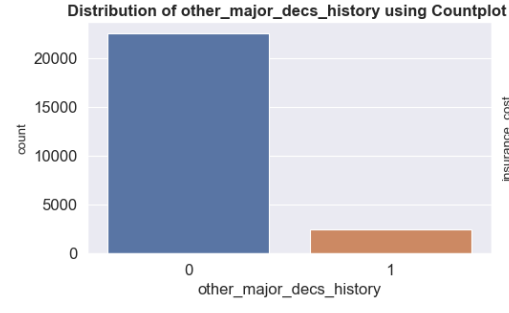 Distribution of other_major_decs_history using Countplot
20000
15000
10000
5000
0
count
0 1
other_major_decs_history
insurance_cost